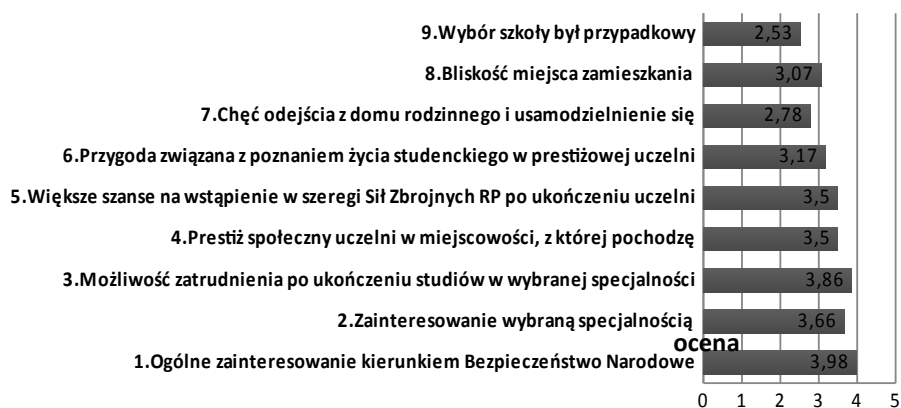 9.Wybór szkoły był przypadkowy 2,53
8.Bliskość miejsca zamieszkania 3,07
7.Chęć odejścia z domu rodzinnego i usamodzielnienie się 2,78
6.Przygoda związana z poznaniem życia studenckiego w prestiżowej uczelni 3,17
5.Większe szanse na wstąpienie w szeregi Sił Zbrojnych RP po ukończeniu uczelni 3,5
4.Prestiż społeczny uczelni w miejscowości, z której pochodzę 3,5
3.Możliwość zatrudnienia po ukończeniu studiów w wybranej specjalności 3,86
2.Zainteresowanie wybraną specjalnością 3,66
ocena
1.Ogólne zainteresowanie kierunkiem Bezpieczeństwo Narodowe 3,98
0 1 2 3 4 5